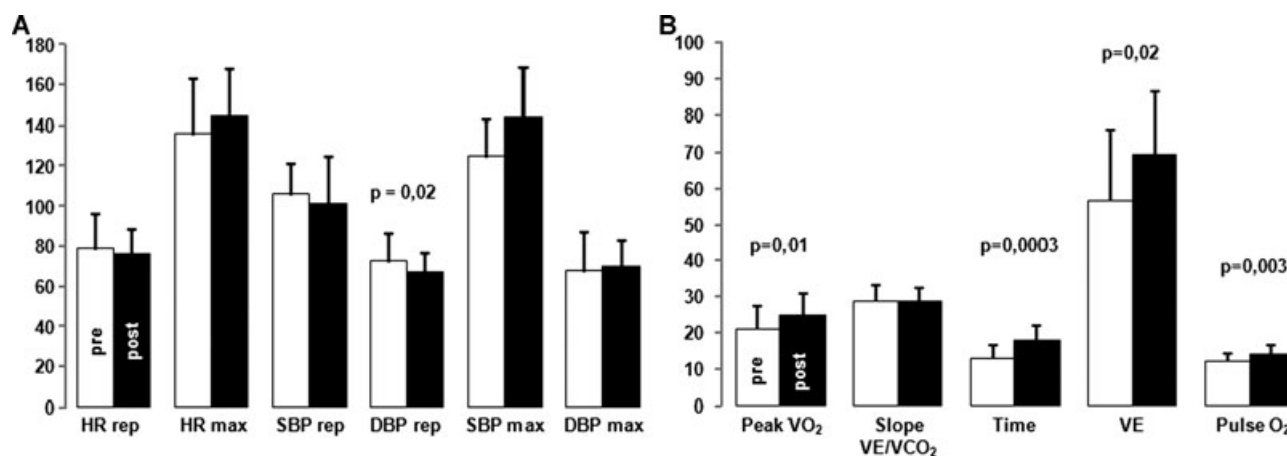 A
180
160
140
120
100
80
60
40
20
0
p = 0,02
pre
post
HR rep
HR max
SBP rep
DBP rep
SBP max
DBP max
B
100
90
80
70
60
50
40
30
20
10
0
p=0,01
p=0,0003
p=0,02
p=0,003
pre
post
Peak VO₂
Slope
VE/VCO₂
Time
VE
Pulse O₂